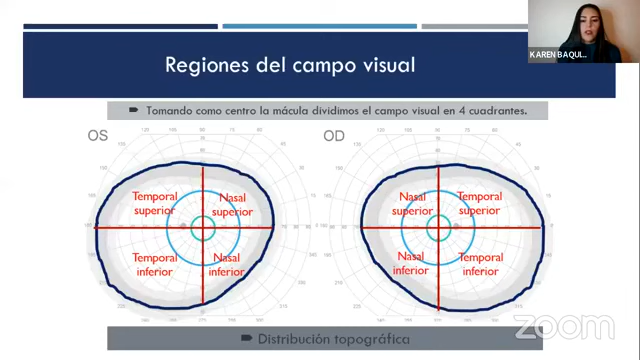 KAREN BAQUI...
Regiones del campo visual
Tomando como centro la mácula dividimos el campo visual en 4 cuadrantes.
OS
OD
Temporal superior
Nasal superior
Nasal superior
Temporal superior
Temporal inferior
Nasal inferior
Nasal inferior
Temporal inferior
Distribución topográfica
zoom